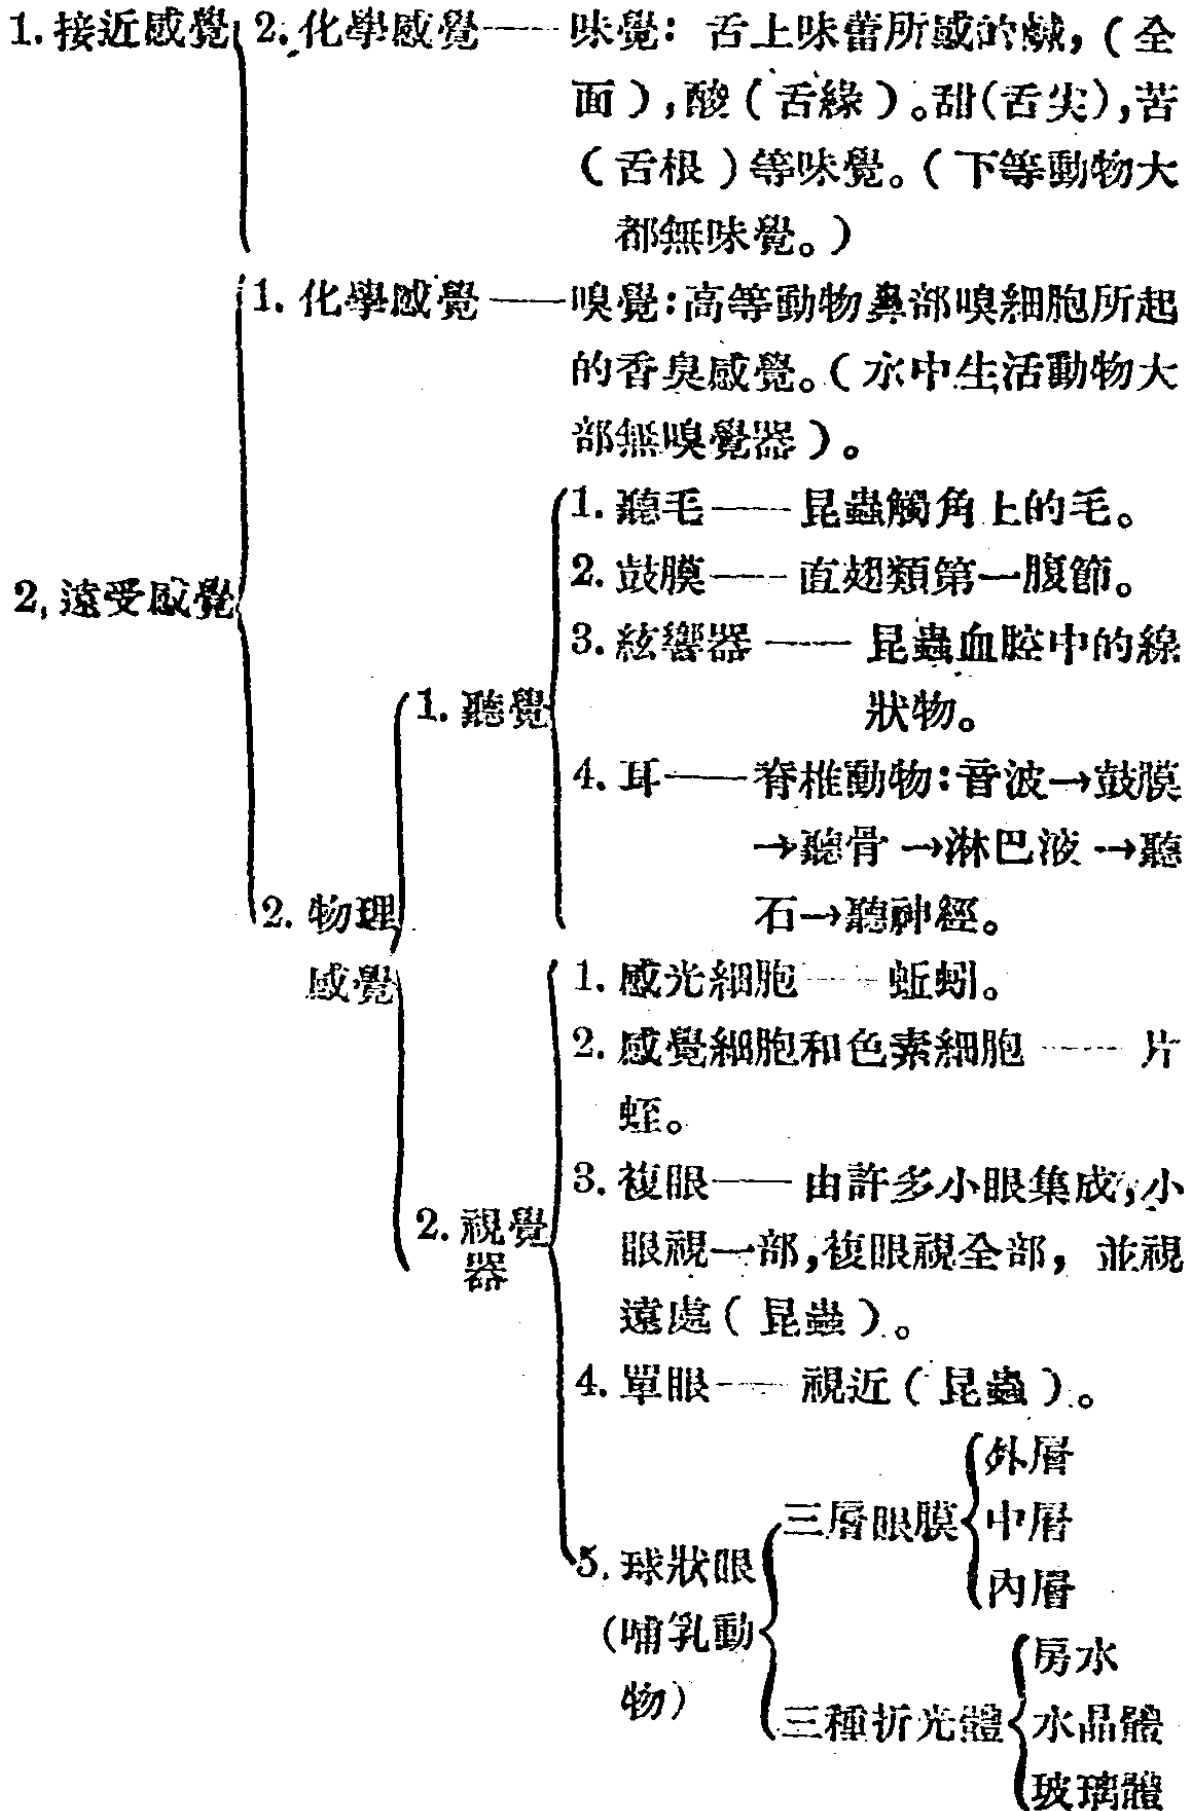 1. 接近感覺 2. 化學感覺——味覺：舌上味蕾所感的鹹，（全
面），酸（舌緣）。甜（舌尖），苦
（舌根）等味覺。（下等動物大
都無味覺。）
1. 化學感覺——嗅覺：高等動物鼻部嗅細胞所起
的香臭感覺。（水中生活動物大
部無嗅覺器）。
1. 聽毛——昆蟲觸角上的毛。
2. 鼓膜——直翅類第一腹節。
2, 遠受感覺
3. 絃響器——昆蟲血腔中的線
狀物。
1. 聽覺
4. 耳——脊椎動物：音波→鼓膜
→聽骨→淋巴液→聽
石→聽神經。
2. 物理
感覺
1. 感光細胞——蚯蚓。
2. 感覺細胞和色素細胞——片
蛭。
3. 複眼——由許多小眼集成，小
眼視一部，複眼視全部，並視
遠處（昆蟲）。
2. 視覺
器
4. 單眼——視近（昆蟲）。
5. 球狀眼
（哺乳動
物）
三層眼膜
外層
中層
內層
三種折光體
房水
水晶體
玻璃體